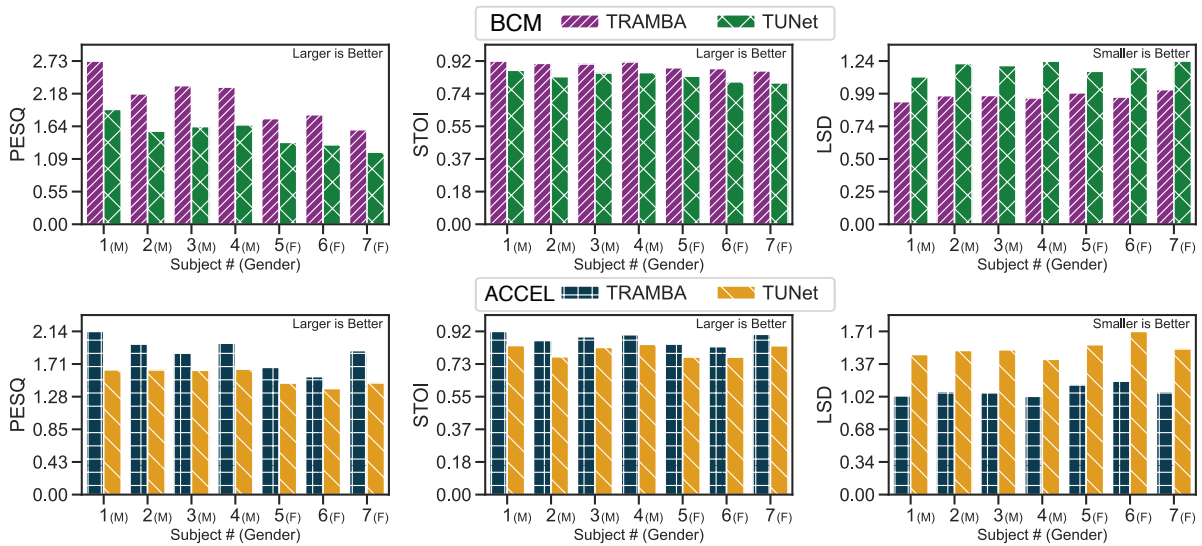 BCM TRAMBA TUNet
Larger is Better
PESQ
2.73
2.18
1.64
1.09
0.55
0.00
1(M) 2(M) 3(M) 4(M) 5(F) 6(F) 7(F)
Subject # (Gender)
Larger is Better
STOI
0.92
0.74
0.55
0.37
0.18
0.00
1(M) 2(M) 3(M) 4(M) 5(F) 6(F) 7(F)
Subject # (Gender)
Smaller is Better
LSD
1.24
0.99
0.74
0.50
0.25
0.00
1(M) 2(M) 3(M) 4(M) 5(F) 6(F) 7(F)
Subject # (Gender)
ACCEL TRAMBA TUNet
Larger is Better
PESQ
2.14
1.71
1.28
0.85
0.43
0.00
1(M) 2(M) 3(M) 4(M) 5(F) 6(F) 7(F)
Subject # (Gender)
Larger is Better
STOI
0.92
0.73
0.55
0.37
0.18
0.00
1(M) 2(M) 3(M) 4(M) 5(F) 6(F) 7(F)
Subject # (Gender)
Smaller is Better
LSD
1.71
1.37
1.02
0.68
0.34
0.00
1(M) 2(M) 3(M) 4(M) 5(F) 6(F) 7(F)
Subject # (Gender)